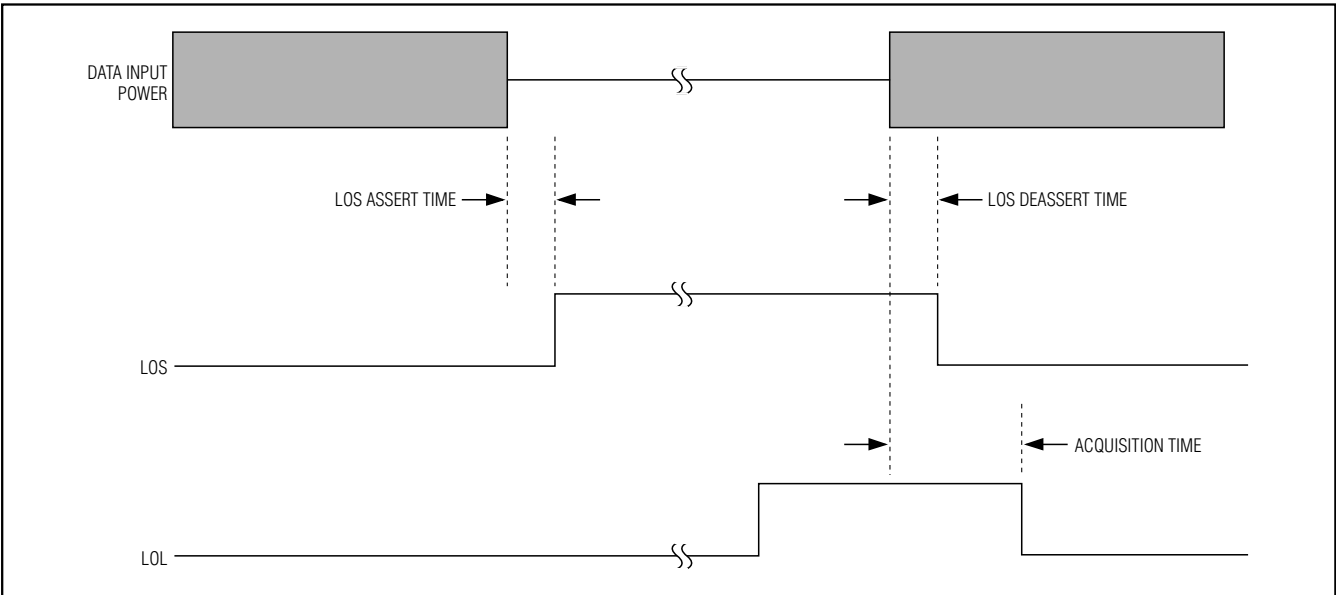 DATA INPUT
POWER
LOS ASSERT TIME
LOS DEASSERT TIME
LOS
ACQUISITION TIME
LOL